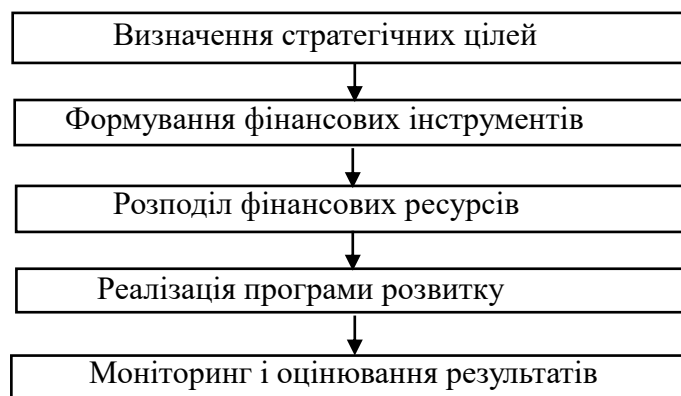 Визначення стратегічних цілей
Формування фінансових інструментів
Розподіл фінансових ресурсів
Реалізація програми розвитку
Моніторинг і оцінювання результатів